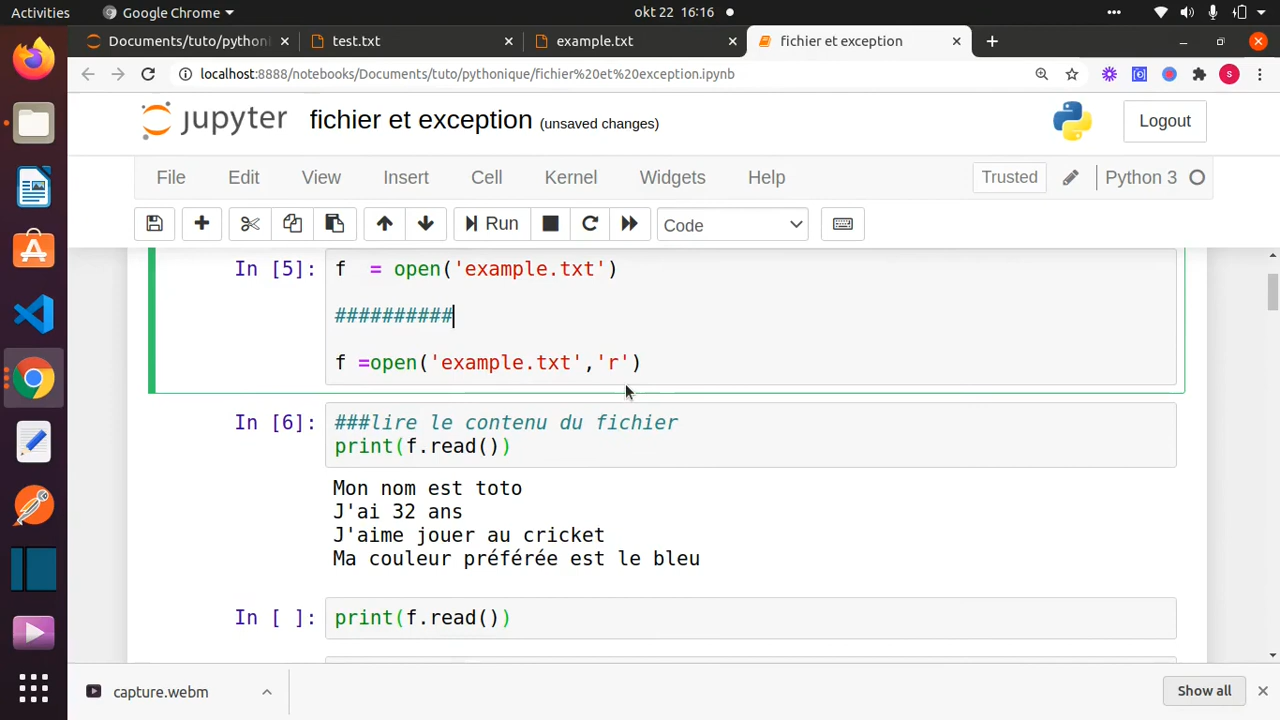 Activities
Google Chrome
okt 22 16:16
Documents/tuto/python
test.txt
example.txt
fichier et exception
localhost:8888/notebooks/Documents/tuto/pythonique/fichier%20et%20exception.ipynb
S
jupyter
fichier et exception (unsaved changes)
Logout
File
Edit
View
Insert
Cell
Kernel
Widgets
Help
Trusted
Python 3
Run
Code
In [5]:
f  = open('example.txt')
##########
f =open('example.txt','r')
In [6]:
###lire le contenu du fichier
print(f.read())
Mon nom est toto
J'ai 32 ans
J'aime jouer au cricket
Ma couleur préférée est le bleu
In [ ]:
print(f.read())
capture.webm
Show all